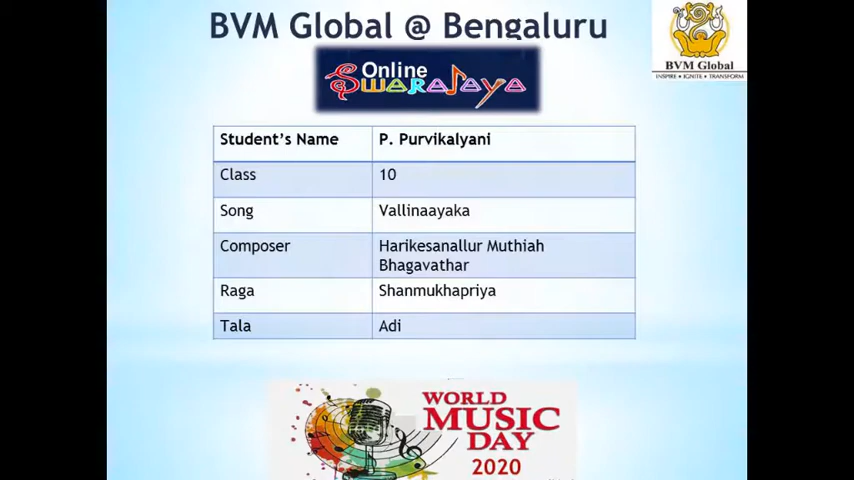 BVM Global @ Bengaluru
BVM Global
INSPIRE • IGNITE • TRANSFORM
Online
Swaralaya
Student's Name P. Purvikalyani
Class 10
Song Vallinaayaka
Composer Harikesanallur Muthiah
Bhagavathar
Raga Shanmukhapriya
Tala Adi
WORLD
MUSIC
DAY
2020